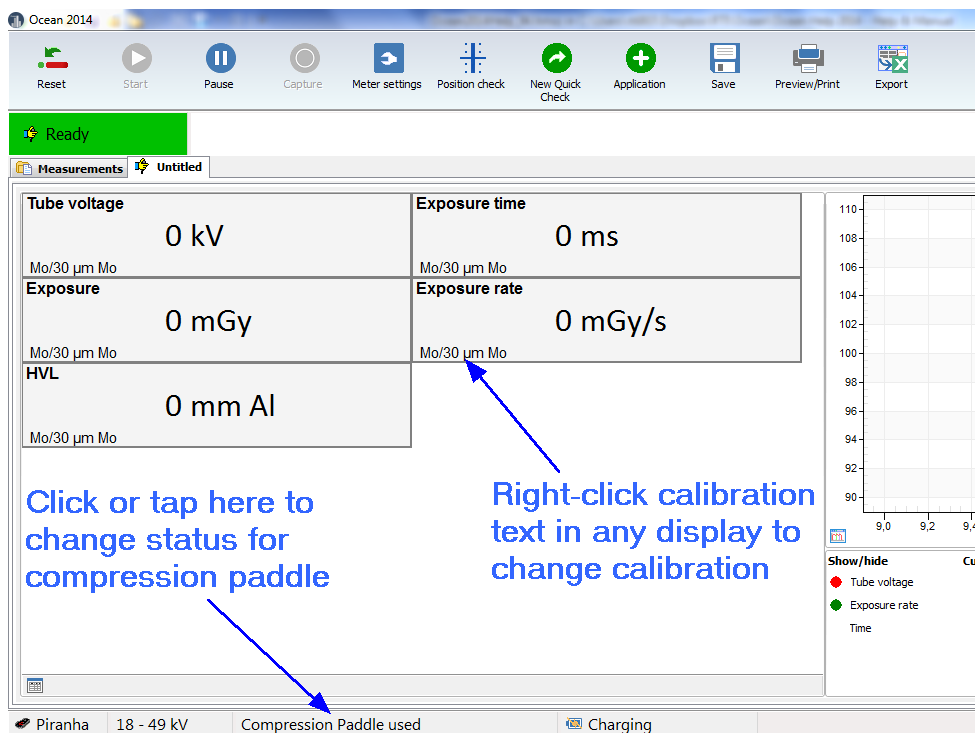 Ocean 2014
Reset Start Pause Capture Meter settings Position check New Quick Check Application Save Preview/Print Export
Ready
Measurements Untitled
Tube voltage
0 kV
Mo/30 µm Mo
Exposure time
0 ms
Mo/30 µm Mo
Exposure
0 mGy
Mo/30 µm Mo
Exposure rate
0 mGy/s
Mo/30 µm Mo
HVL
0 mm Al
Mo/30 µm Mo
Click or tap here to
change status for
compression paddle
Right-click calibration
text in any display to
change calibration
110
108
106
104
102
100
98
96
94
92
90
9,0 9,2 9,4
Show/hide Cu
Tube voltage
Exposure rate
Time
Piranha 18 - 49 kV Compression Paddle used Charging